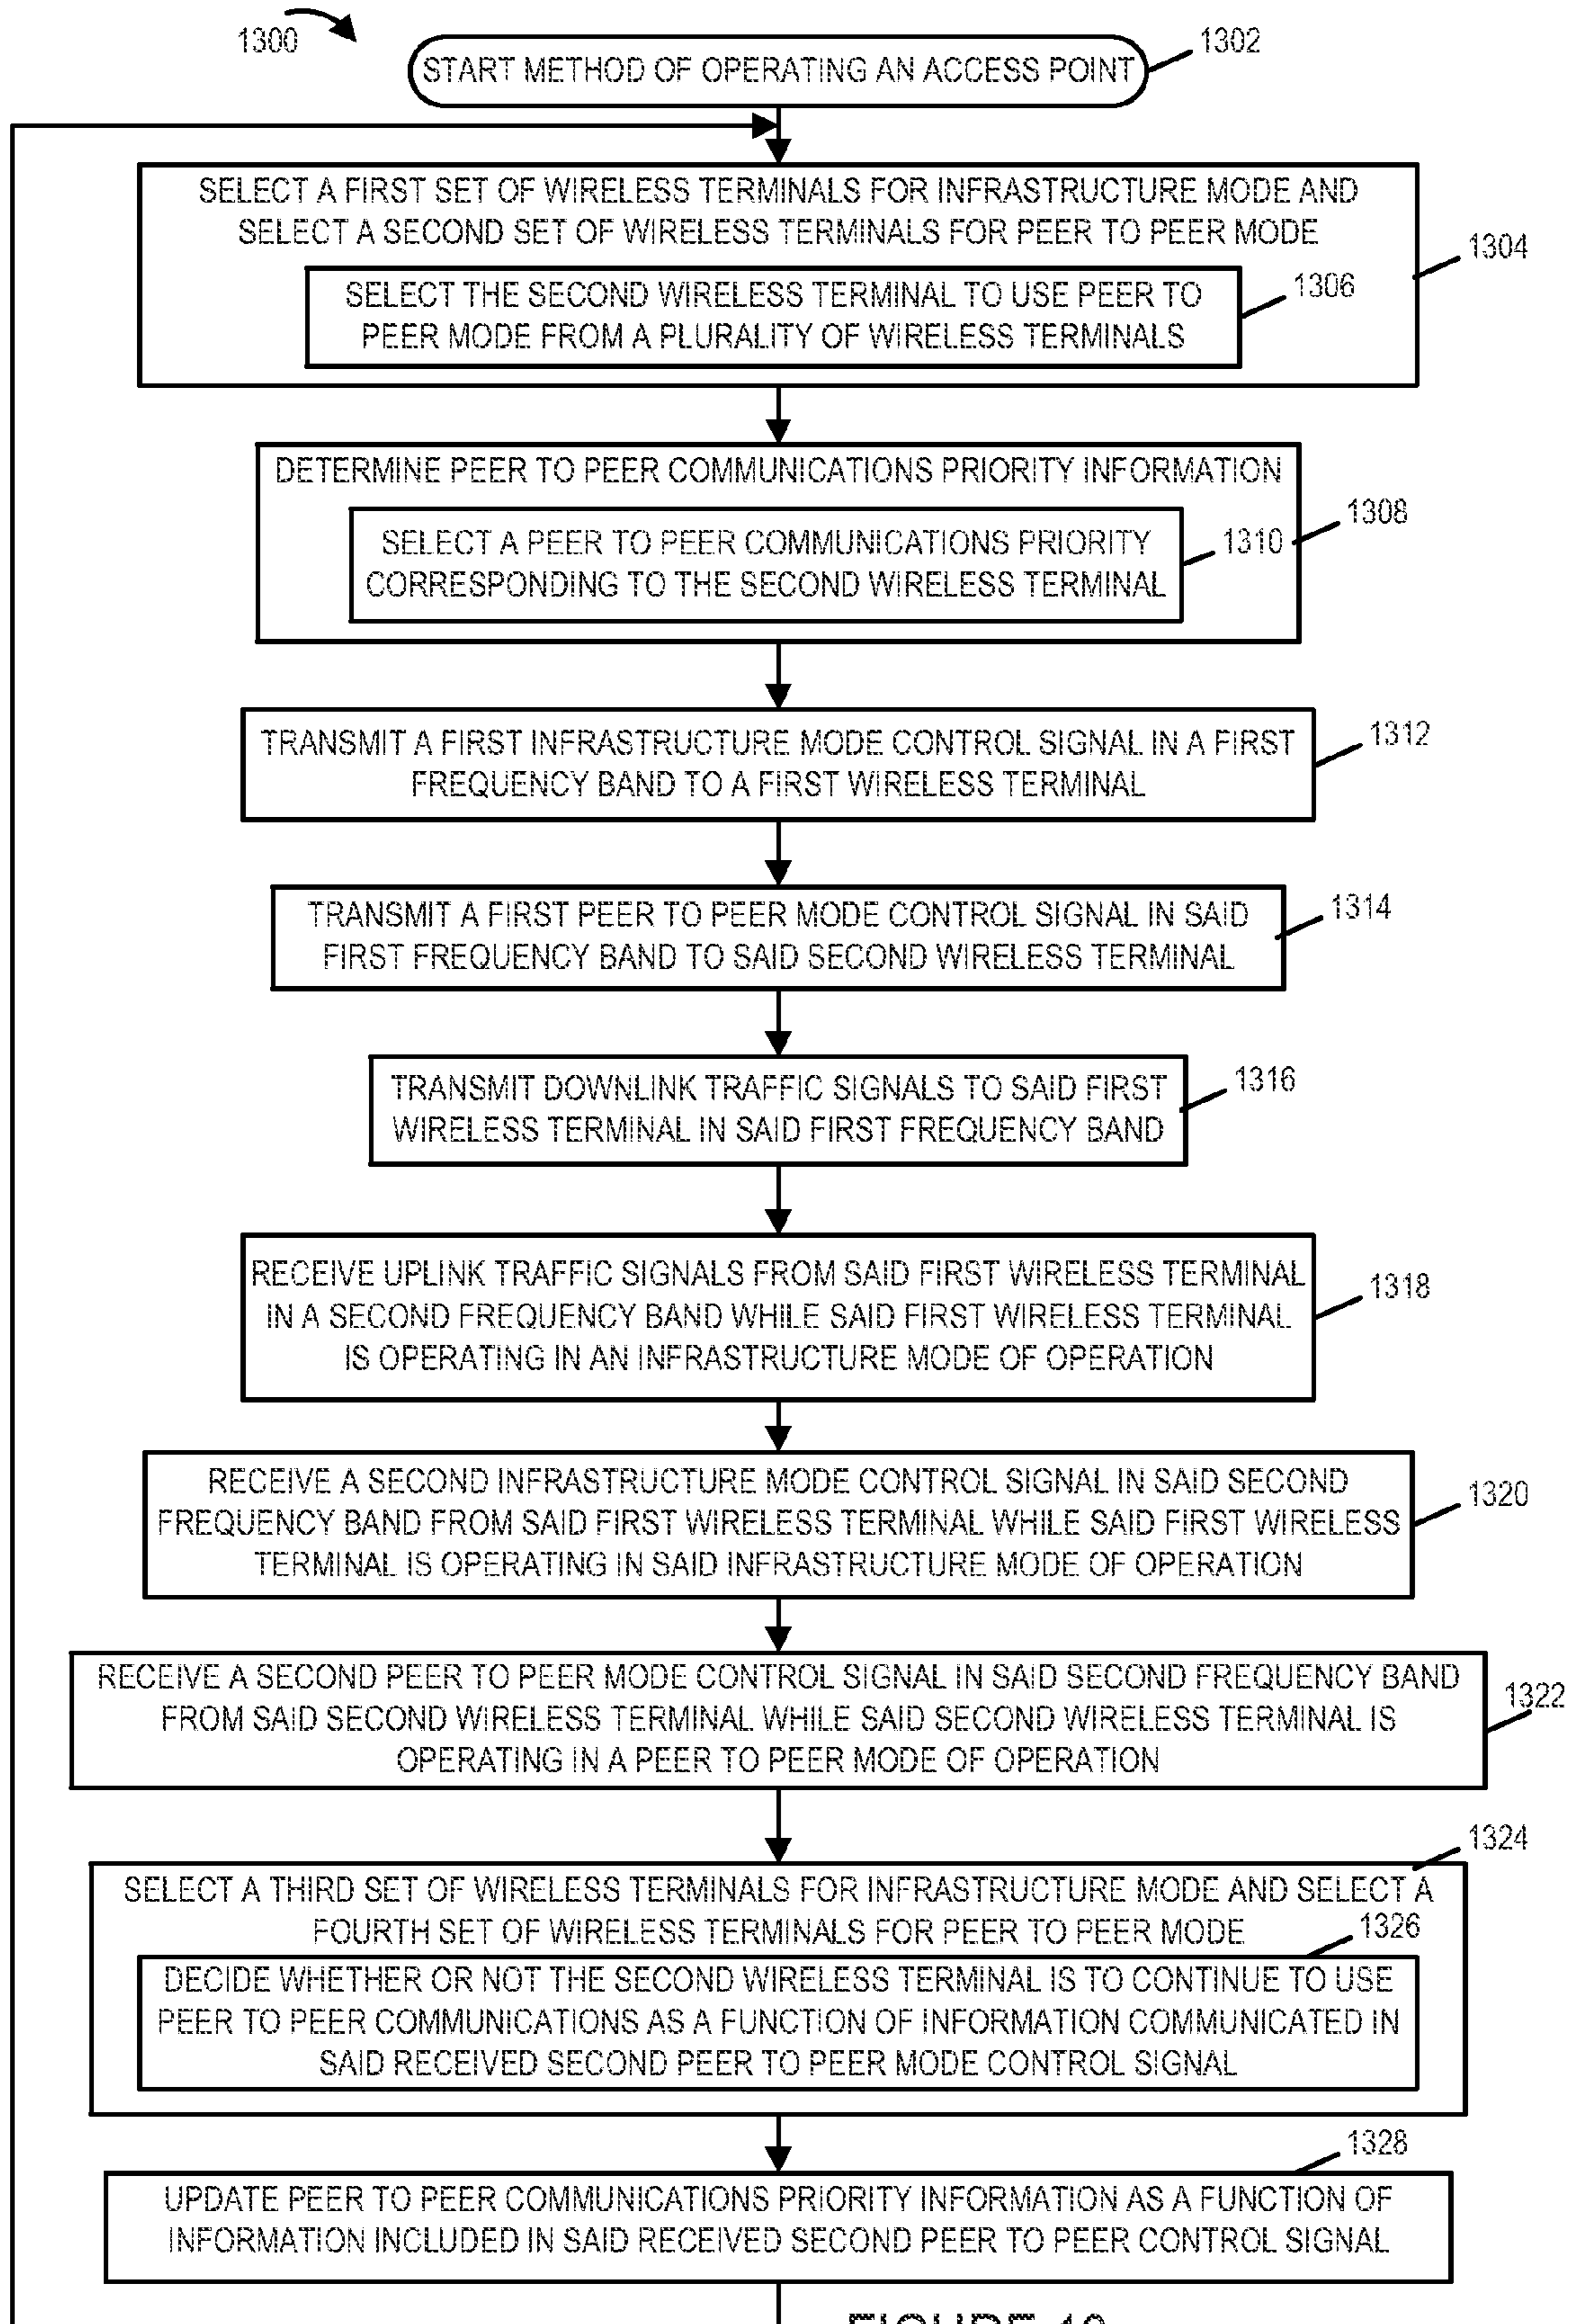 1300
START METHOD OF OPERATING AN ACCESS POINT
1302
SELECT A FIRST SET OF WIRELESS TERMINALS FOR INFRASTRUCTURE MODE AND
SELECT A SECOND SET OF WIRELESS TERMINALS FOR PEER TO PEER MODE
1304
SELECT THE SECOND WIRELESS TERMINAL TO USE PEER TO
PEER MODE FROM A PLURALITY OF WIRELESS TERMINALS
1306
DETERMINE PEER TO PEER COMMUNICATIONS PRIORITY INFORMATION
1308
SELECT A PEER TO PEER COMMUNICATIONS PRIORITY
CORRESPONDING TO THE SECOND WIRELESS TERMINAL
1310
TRANSMIT A FIRST INFRASTRUCTURE MODE CONTROL SIGNAL IN A FIRST
FREQUENCY BAND TO A FIRST WIRELESS TERMINAL
1312
TRANSMIT A FIRST PEER TO PEER MODE CONTROL SIGNAL IN SAID
FIRST FREQUENCY BAND TO SAID SECOND WIRELESS TERMINAL
1314
TRANSMIT DOWNLINK TRAFFIC SIGNALS TO SAID FIRST
WIRELESS TERMINAL IN SAID FIRST FREQUENCY BAND
1316
RECEIVE UPLINK TRAFFIC SIGNALS FROM SAID FIRST WIRELESS TERMINAL
IN A SECOND FREQUENCY BAND WHILE SAID FIRST WIRELESS TERMINAL
IS OPERATING IN AN INFRASTRUCTURE MODE OF OPERATION
1318
RECEIVE A SECOND INFRASTRUCTURE MODE CONTROL SIGNAL IN SAID SECOND
FREQUENCY BAND FROM SAID FIRST WIRELESS TERMINAL WHILE SAID FIRST WIRELESS
TERMINAL IS OPERATING IN SAID INFRASTRUCTURE MODE OF OPERATION
1320
RECEIVE A SECOND PEER TO PEER MODE CONTROL SIGNAL IN SAID SECOND FREQUENCY BAND
FROM SAID SECOND WIRELESS TERMINAL WHILE SAID SECOND WIRELESS TERMINAL IS
OPERATING IN A PEER TO PEER MODE OF OPERATION
1322
1324
SELECT A THIRD SET OF WIRELESS TERMINALS FOR INFRASTRUCTURE MODE AND SELECT A
FOURTH SET OF WIRELESS TERMINALS FOR PEER TO PEER MODE
1326
DECIDE WHETHER OR NOT THE SECOND WIRELESS TERMINAL IS TO CONTINUE TO USE
PEER TO PEER COMMUNICATIONS AS A FUNCTION OF INFORMATION COMMUNICATED IN
SAID RECEIVED SECOND PEER TO PEER MODE CONTROL SIGNAL
1328
UPDATE PEER TO PEER COMMUNICATIONS PRIORITY INFORMATION AS A FUNCTION OF
INFORMATION INCLUDED IN SAID RECEIVED SECOND PEER TO PEER CONTROL SIGNAL
FIGURE